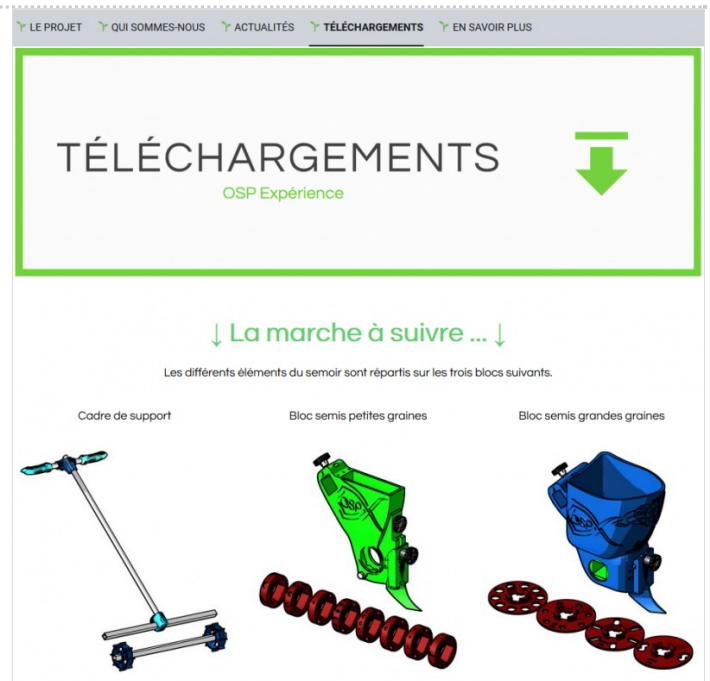 LE PROJET QUI SOMMES-NOUS ACTUALITÉS TÉLÉCHARGEMENTS EN SAVOIR PLUS
TÉLÉCHARGEMENTS
OSP Expérience
↓ La marche à suivre ... ↓
Les différents éléments du semoir sont répartis sur les trois blocs suivants.
Cadre de support Bloc semis petites graines Bloc semis grandes graines